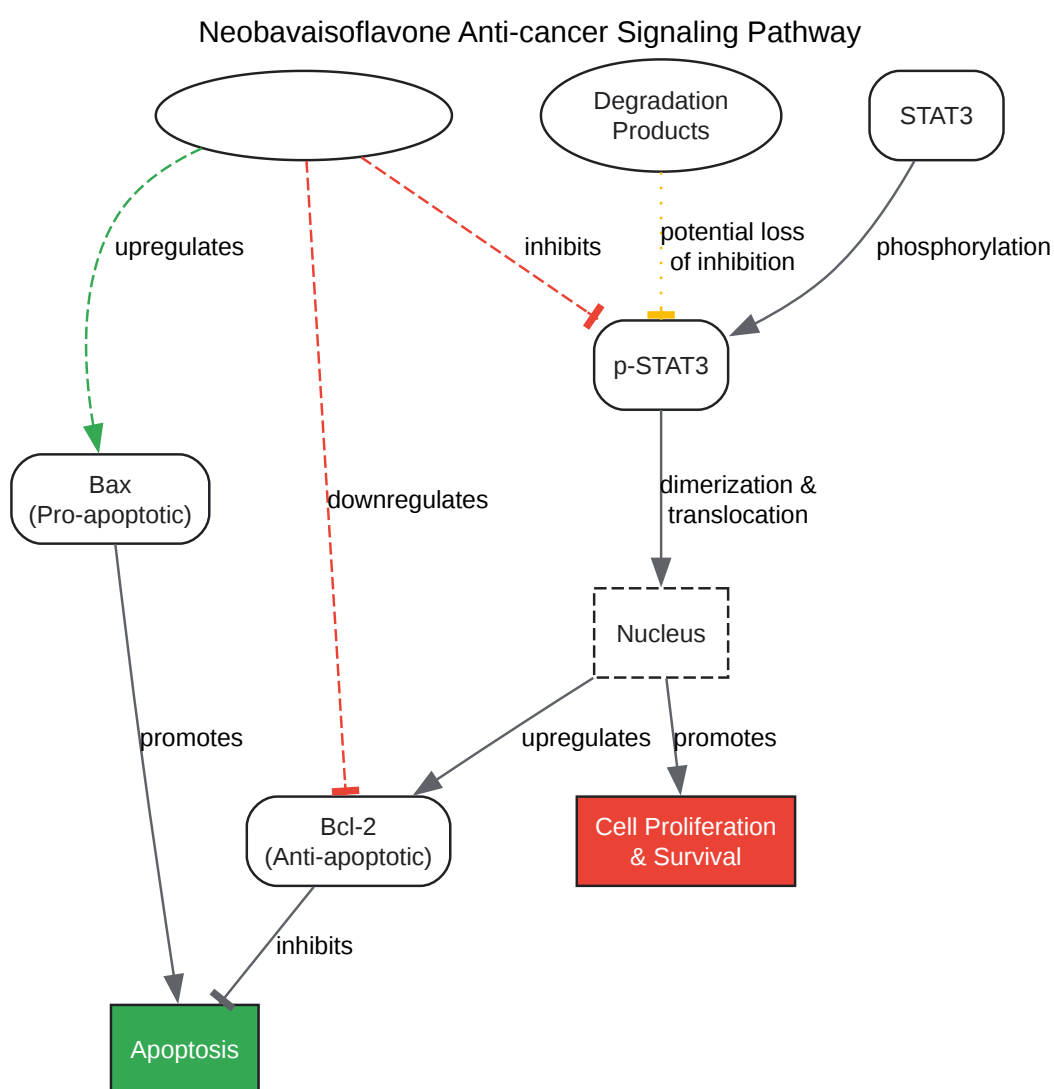 Neobavaisoflavone Anti-cancer Signaling Pathway
Degradation
Products
STAT3
upregulates
inhibits
potential loss
of inhibition
phosphorylation
p-STAT3
Bax
(Pro-apoptotic)
downregulates
dimerization &
translocation
Nucleus
promotes
upregulates
promotes
Bcl-2
(Anti-apoptotic)
Cell Proliferation
& Survival
inhibits
Apoptosis